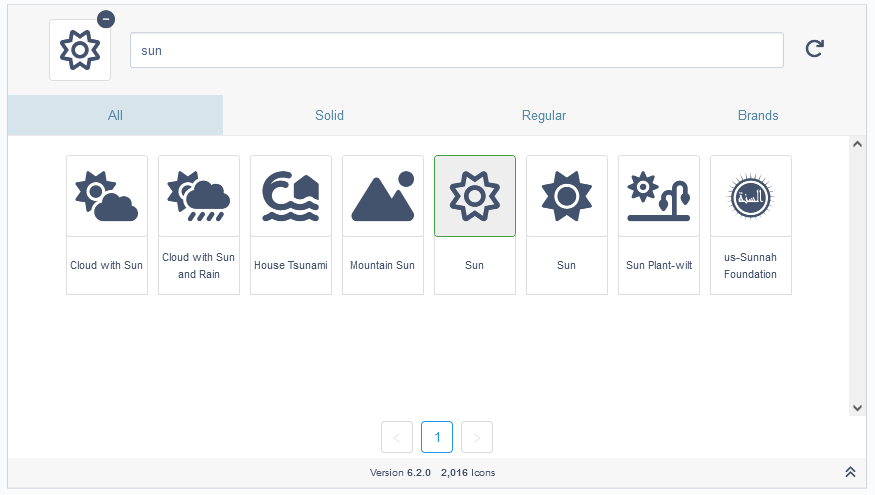 sun
All
Solid
Regular
Brands
Cloud with Sun
Cloud with Sun
and Rain
House Tsunami
Mountain Sun
Sun
Sun
Sun Plant-wilt
us-Sunnah
Foundation
السنة
1
Version 6.2.0 2,016 Icons